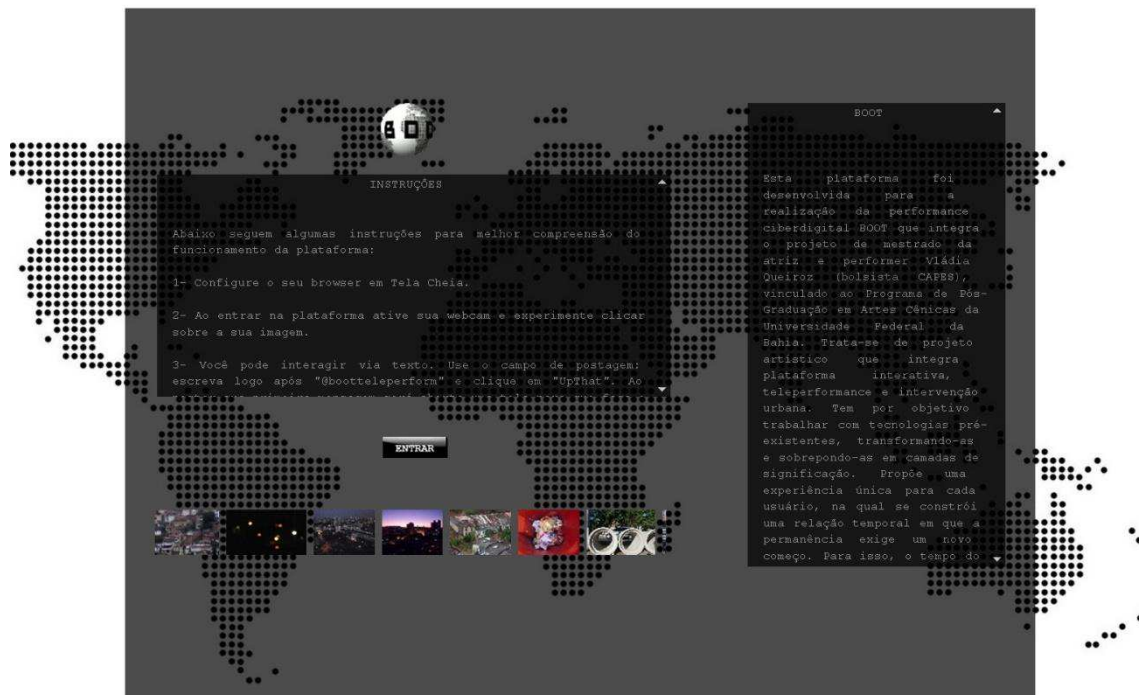 BOO
INSTRUÇÕES
Abaixo seguem algumas instruções para melhor compreensão do
funcionamento da plataforma:
1- Configure o seu browser em Tela Cheia.
2- Ao entrar na plataforma ative sua webcam e experimente clicar
sobre a sua imagem.
3- Você pode interagir via texto. Use o campo de postagem:
escreva logo após "@bootteleperform" e clique em "UpThat". Ao
ENTRAR
BOOT
Esta plataforma foi
desenvolvida para a
realização da performance
ciberdigital BOOT que integra
o projeto de mestrado da
atriz e performer Vládia
Queiroz (bolsista CAPES),
vinculado ao Programa de Pós-
Graduação em Artes Cênicas da
Universidade Federal da
Bahia. Trata-se de projeto
artístico que integra
plataforma interativa,
teleperformance e intervenção
urbana. Tem por objetivo
trabalhar com tecnologias pré-
existentes, transformando-as
e sobrepondo-as em camadas de
significação. Propõe uma
experiência única para cada
usuário, na qual se constrói
uma relação temporal em que a
permanência exige um novo
começo. Para isso, o tempo do